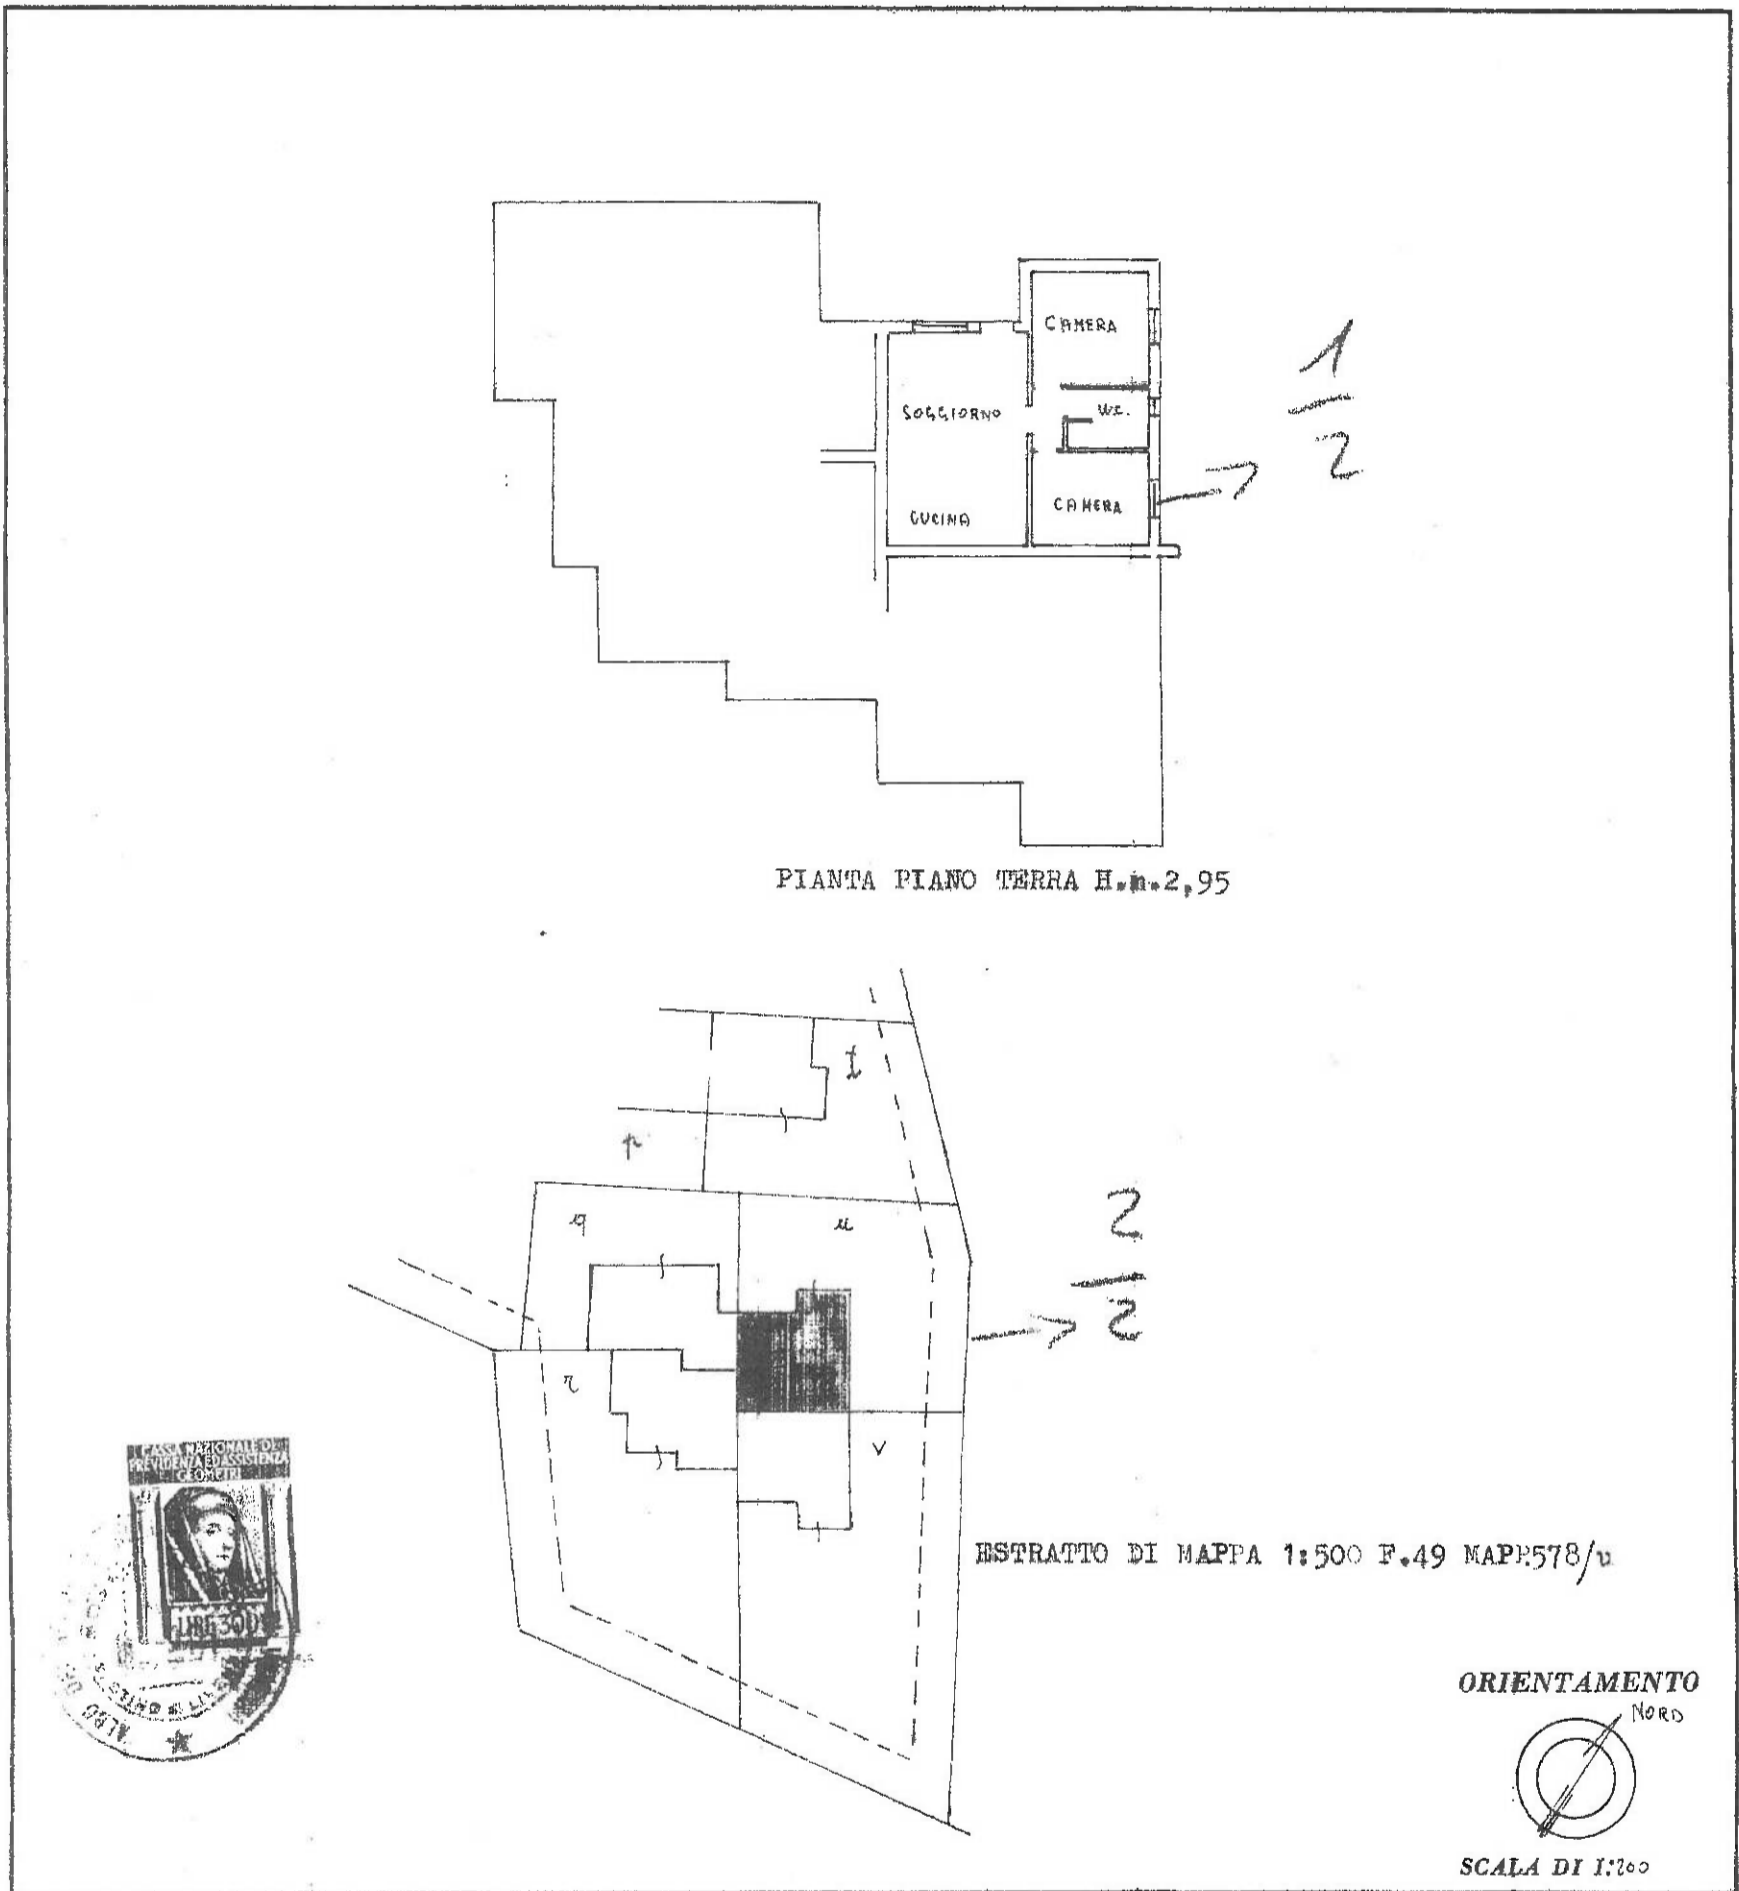 CAMERA
1
2
SOGGIORNO
WC.
CAMERA
CUCINA
PIANTA PIANO TERRA H.m.2,95
t
p
q
u
2
2
r
v
CASSA NAZIONALE DI
PREVIDENZA ED ASSISTENZA
GEOMETRI
LIRE 300
ALBO
ESTRATTO DI MAPPA 1:500 F.49 MAPP.578/u
ORIENTAMENTO
NORD
SCALA DI 1:200